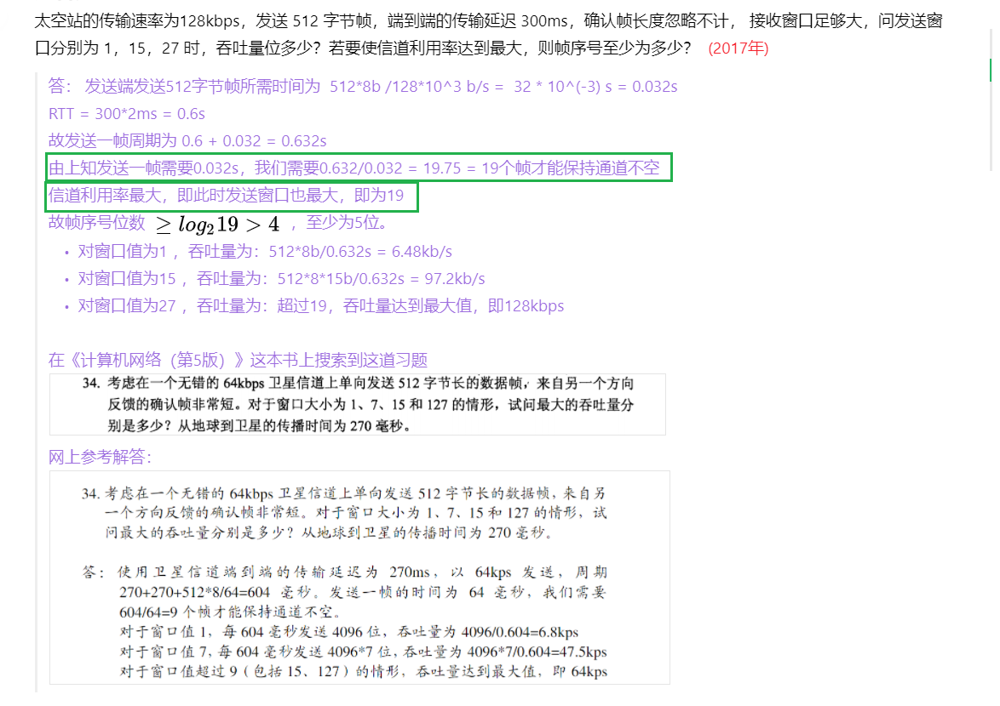 太空站的传输速率为128kbps，发送 512 字节帧，端到端的传输延迟 300ms，确认帧长度忽略不计， 接收窗口足够大，问发送窗
口分别为 1，15，27 时，吞吐量位多少？若要使信道利用率达到最大，则帧序号至少为多少？ (2017年)
答： 发送端发送512字节帧所需时间为 512*8b /128*10^3 b/s = 32 * 10^(-3) s = 0.032s
RTT = 300*2ms = 0.6s
故发送一帧周期为 0.6 + 0.032 = 0.632s
由上知发送一帧需要0.032s，我们需要0.632/0.032 = 19.75 = 19个帧才能保持通道不空
信道利用率最大，即此时发送窗口也最大，即为19
故帧序号位数 ≥ log₂19 > 4 ，至少为5位。
• 对窗口值为1 ，吞吐量为：512*8b/0.632s = 6.48kb/s
• 对窗口值为15 ，吞吐量为：512*8*15b/0.632s = 97.2kb/s
• 对窗口值为27 ，吞吐量为：超过19，吞吐量达到最大值，即128kbps
在《计算机网络（第5版）》这本书上搜索到这道习题
34. 考虑在一个无错的 64kbps 卫星信道上单向发送 512 字节长的数据帧，来自另一个方向
反馈的确认帧非常短。对于窗口大小为 1、7、15 和 127 的情形，试问最大的吞吐量分
别是多少？从地球到卫星的传播时间为 270 毫秒。
网上参考解答：
34. 考虑在一个无错的 64kbps 卫星信道上单向发送 512 字节长的数据帧，来自另
一个方向反馈的确认帧非常短。对于窗口大小为 1、7、15 和 127 的情形，试
问最大的吞吐量分别是多少？从地球到卫星的传播时间为 270 毫秒。
答：使用卫星信道端到端的传输延迟为 270ms，以 64kps 发送，周期
270+270+512*8/64=604 毫秒。发送一帧的时间为 64 毫秒，我们需要
604/64=9 个帧才能保持通道不空。
对于窗口值 1，每 604 毫秒发送 4096 位，吞吐量为 4096/0.604=6.8kps
对于窗口值 7，每 604 毫秒发送 4096*7 位，吞吐量为 4096*7/0.604=47.5kps
对于窗口值超过 9（包括 15、127）的情形，吞吐量达到最大值，即 64kps